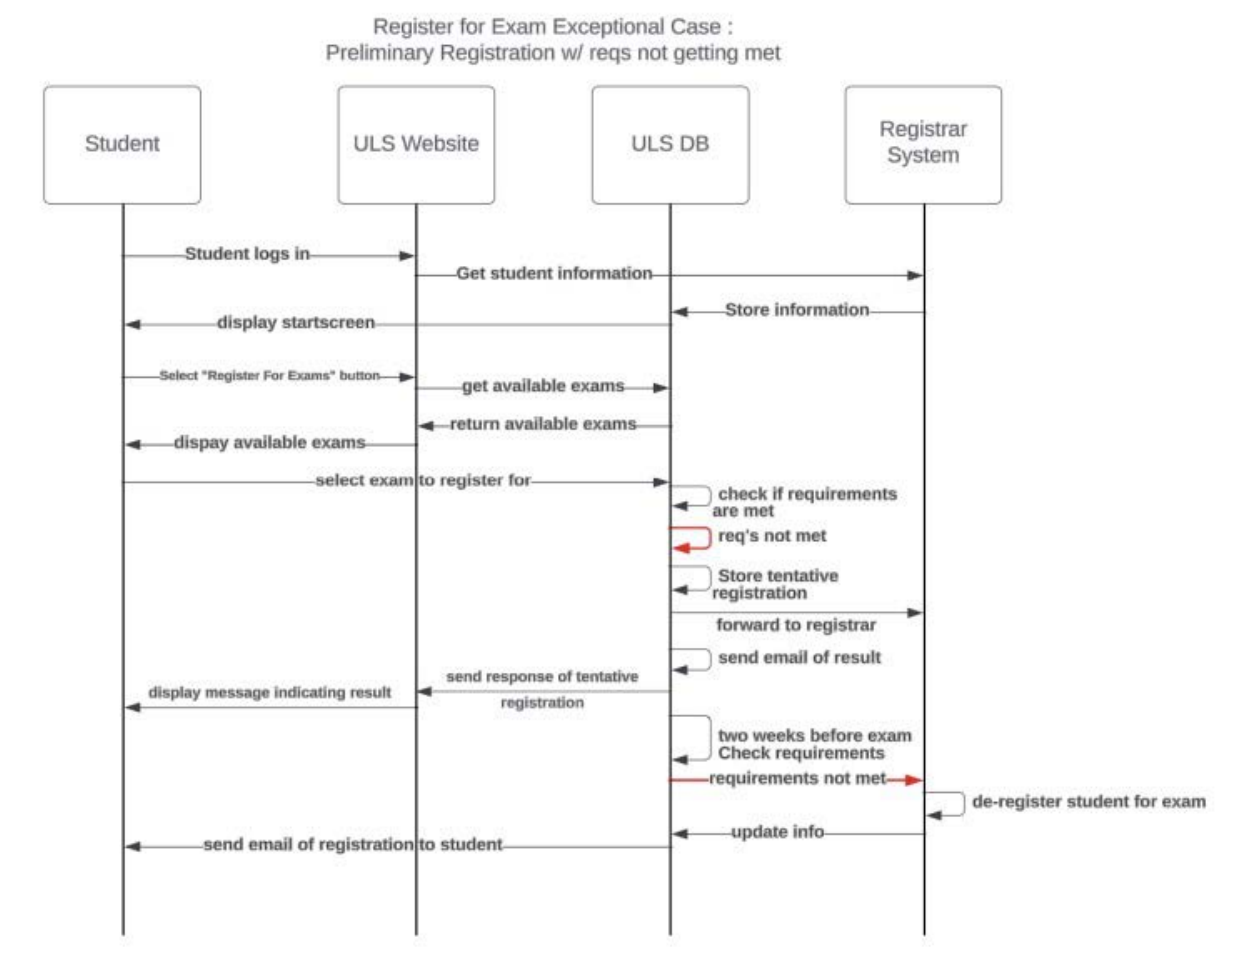 Register for Exam Exceptional Case :
Preliminary Registration w/ reqs not getting met
Student
ULS Website
ULS DB
Registrar
System
Student logs in
Get student information
Store information
display startscreen
Select "Register For Exams" button
get available exams
return available exams
dispay available exams
select exam to register for
check if requirements
are met
req's not met
Store tentative
registration
forward to registrar
send email of result
send response of tentative
registration
display message indicating result
two weeks before exam
Check requirements
requirements not met
de-register student for exam
update info
send email of registration to student